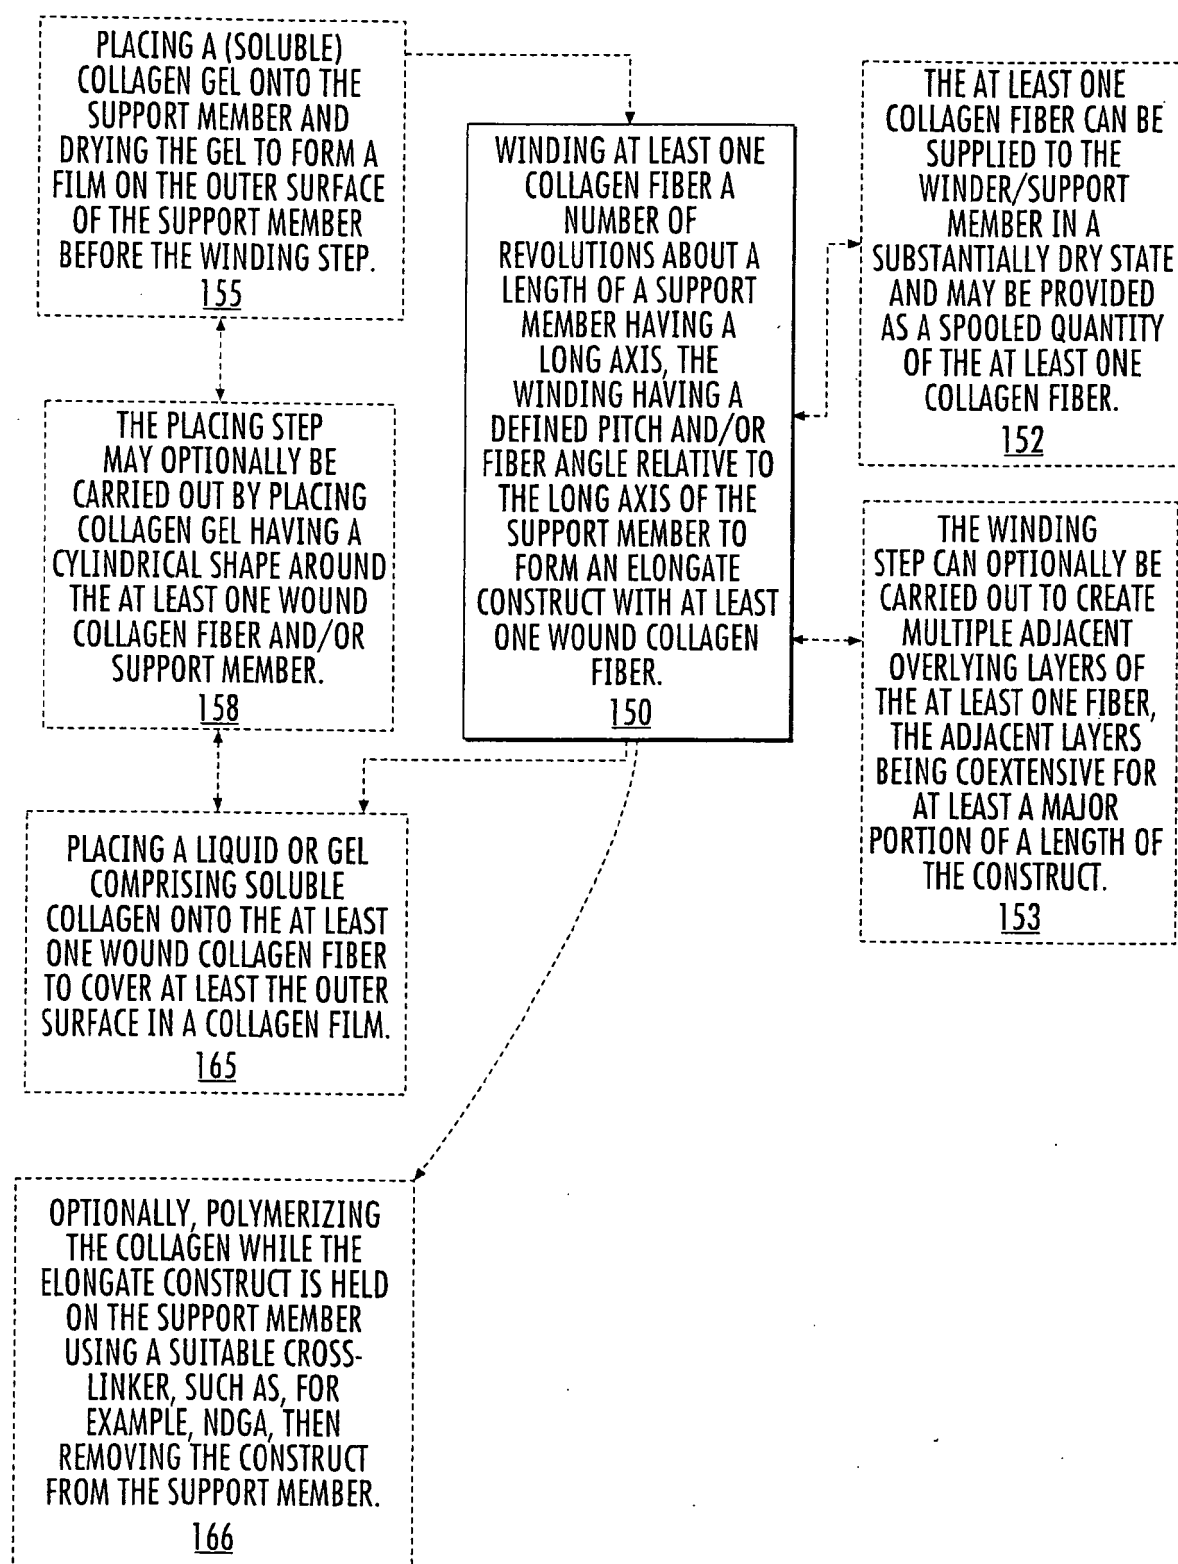 PLACING A (SOLUBLE)
COLLAGEN GEL ONTO THE
SUPPORT MEMBER AND
DRYING THE GEL TO FORM A
FILM ON THE OUTER SURFACE
OF THE SUPPORT MEMBER
BEFORE THE WINDING STEP.
155
THE PLACING STEP
MAY OPTIONALLY BE
CARRIED OUT BY PLACING
COLLAGEN GEL HAVING A
CYLINDRICAL SHAPE AROUND
THE AT LEAST ONE WOUND
COLLAGEN FIBER AND/OR
SUPPORT MEMBER.
158
PLACING A LIQUID OR GEL
COMPRISING SOLUBLE
COLLAGEN ONTO THE AT LEAST
ONE WOUND COLLAGEN FIBER
TO COVER AT LEAST THE OUTER
SURFACE IN A COLLAGEN FILM.
165
OPTIONALLY, POLYMERIZING
THE COLLAGEN WHILE THE
ELONGATE CONSTRUCT IS HELD
ON THE SUPPORT MEMBER
USING A SUITABLE CROSS-
LINKER, SUCH AS, FOR
EXAMPLE, NDGA, THEN
REMOVING THE CONSTRUCT
FROM THE SUPPORT MEMBER.
166
WINDING AT LEAST ONE
COLLAGEN FIBER A
NUMBER OF
REVOLUTIONS ABOUT A
LENGTH OF A SUPPORT
MEMBER HAVING A
LONG AXIS, THE
WINDING HAVING A
DEFINED PITCH AND/OR
FIBER ANGLE RELATIVE TO
THE LONG AXIS OF THE
SUPPORT MEMBER TO
FORM AN ELONGATE
CONSTRUCT WITH AT LEAST
ONE WOUND COLLAGEN
FIBER.
150
THE AT LEAST ONE
COLLAGEN FIBER CAN BE
SUPPLIED TO THE
WINDER/SUPPORT
MEMBER IN A
SUBSTANTIALLY DRY STATE
AND MAY BE PROVIDED
AS A SPOOLED QUANTITY
OF THE AT LEAST ONE
COLLAGEN FIBER.
152
THE WINDING
STEP CAN OPTIONALLY BE
CARRIED OUT TO CREATE
MULTIPLE ADJACENT
OVERLYING LAYERS OF
THE AT LEAST ONE FIBER,
THE ADJACENT LAYERS
BEING COEXTENSIVE FOR
AT LEAST A MAJOR
PORTION OF A LENGTH OF
THE CONSTRUCT.
153